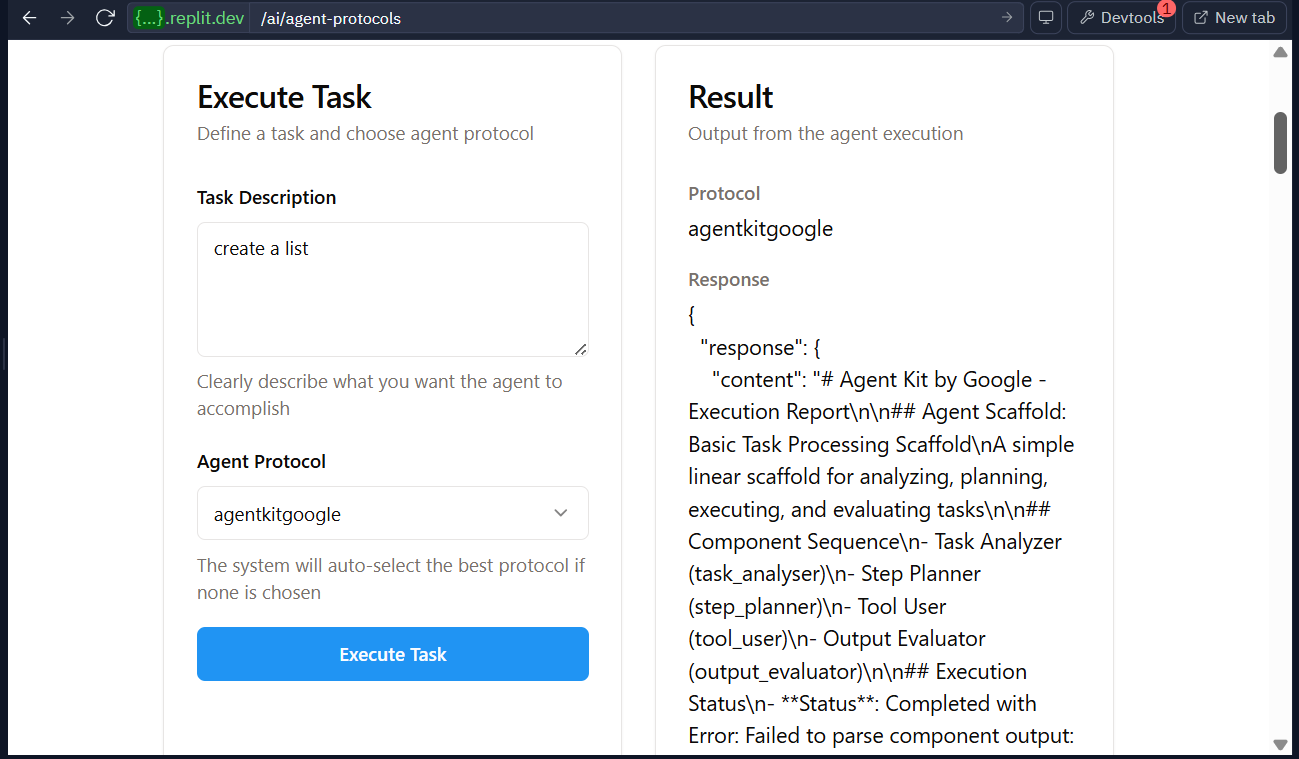 {...}.replit.dev /ai/agent-protocols
Devtools 1
New tab
Execute Task
Define a task and choose agent protocol
Task Description
create a list
Clearly describe what you want the agent to
accomplish
Agent Protocol
agentkitgoogle
The system will auto-select the best protocol if
none is chosen
Execute Task
Result
Output from the agent execution
Protocol
agentkitgoogle
Response
{
"response": {
"content": "# Agent Kit by Google -
Execution Report\n\n## Agent Scaffold:
Basic Task Processing Scaffold\nA simple
linear scaffold for analyzing, planning,
executing, and evaluating tasks\n\n##
Component Sequence\n- Task Analyzer
(task_analyser)\n- Step Planner
(step_planner)\n- Tool User
(tool_user)\n- Output Evaluator
(output_evaluator)\n\n## Execution
Status\n- **Status**: Completed with
Error: Failed to parse component output: